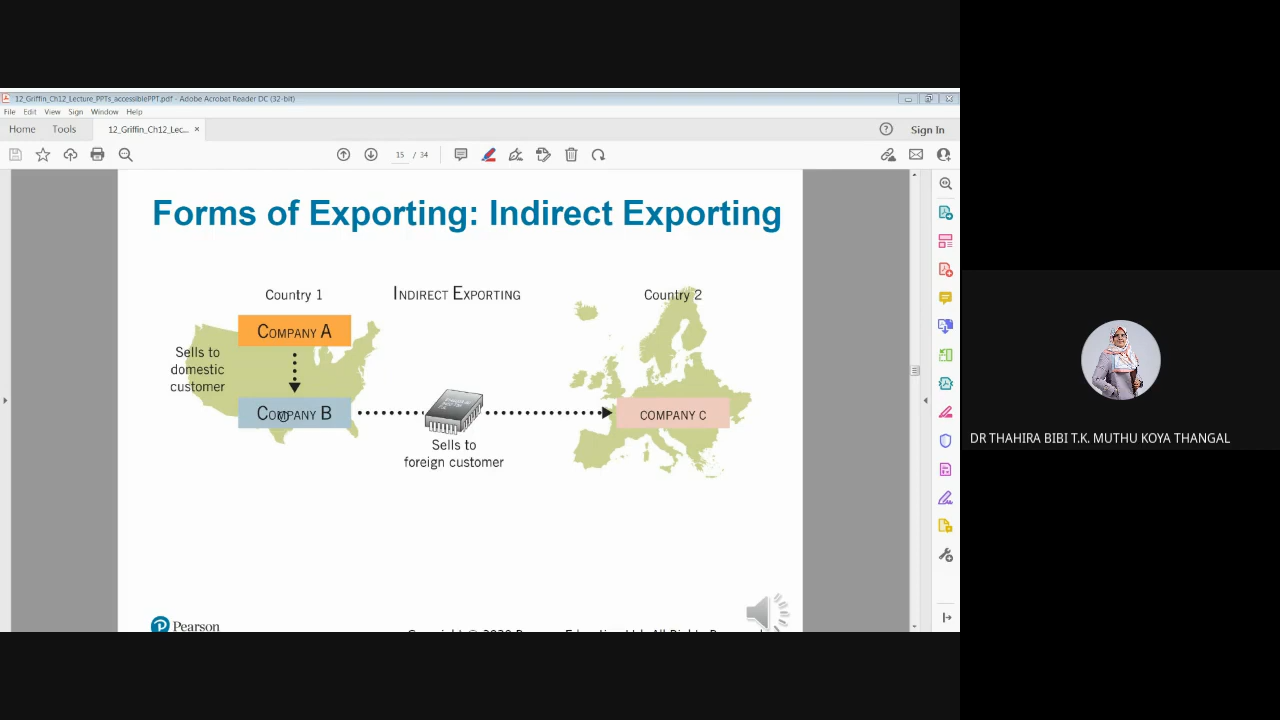 12_Griffin_Ch12_Lecture_PPTs_accessiblePPT.pdf - Adobe Acrobat Reader DC (32-bit)
File Edit View Sign Window Help
Home Tools 12_Griffin_Ch12_Lec... × Sign In
15 / 34
Forms of Exporting: Indirect Exporting
Country 1
INDIRECT EXPORTING
Country 2
COMPANY A
Sells to
domestic
customer
COMPANY B
COMPANY C
Sells to
foreign customer
Pearson
DR THAHIRA BIBI T.K. MUTHU KOYA THANGAL